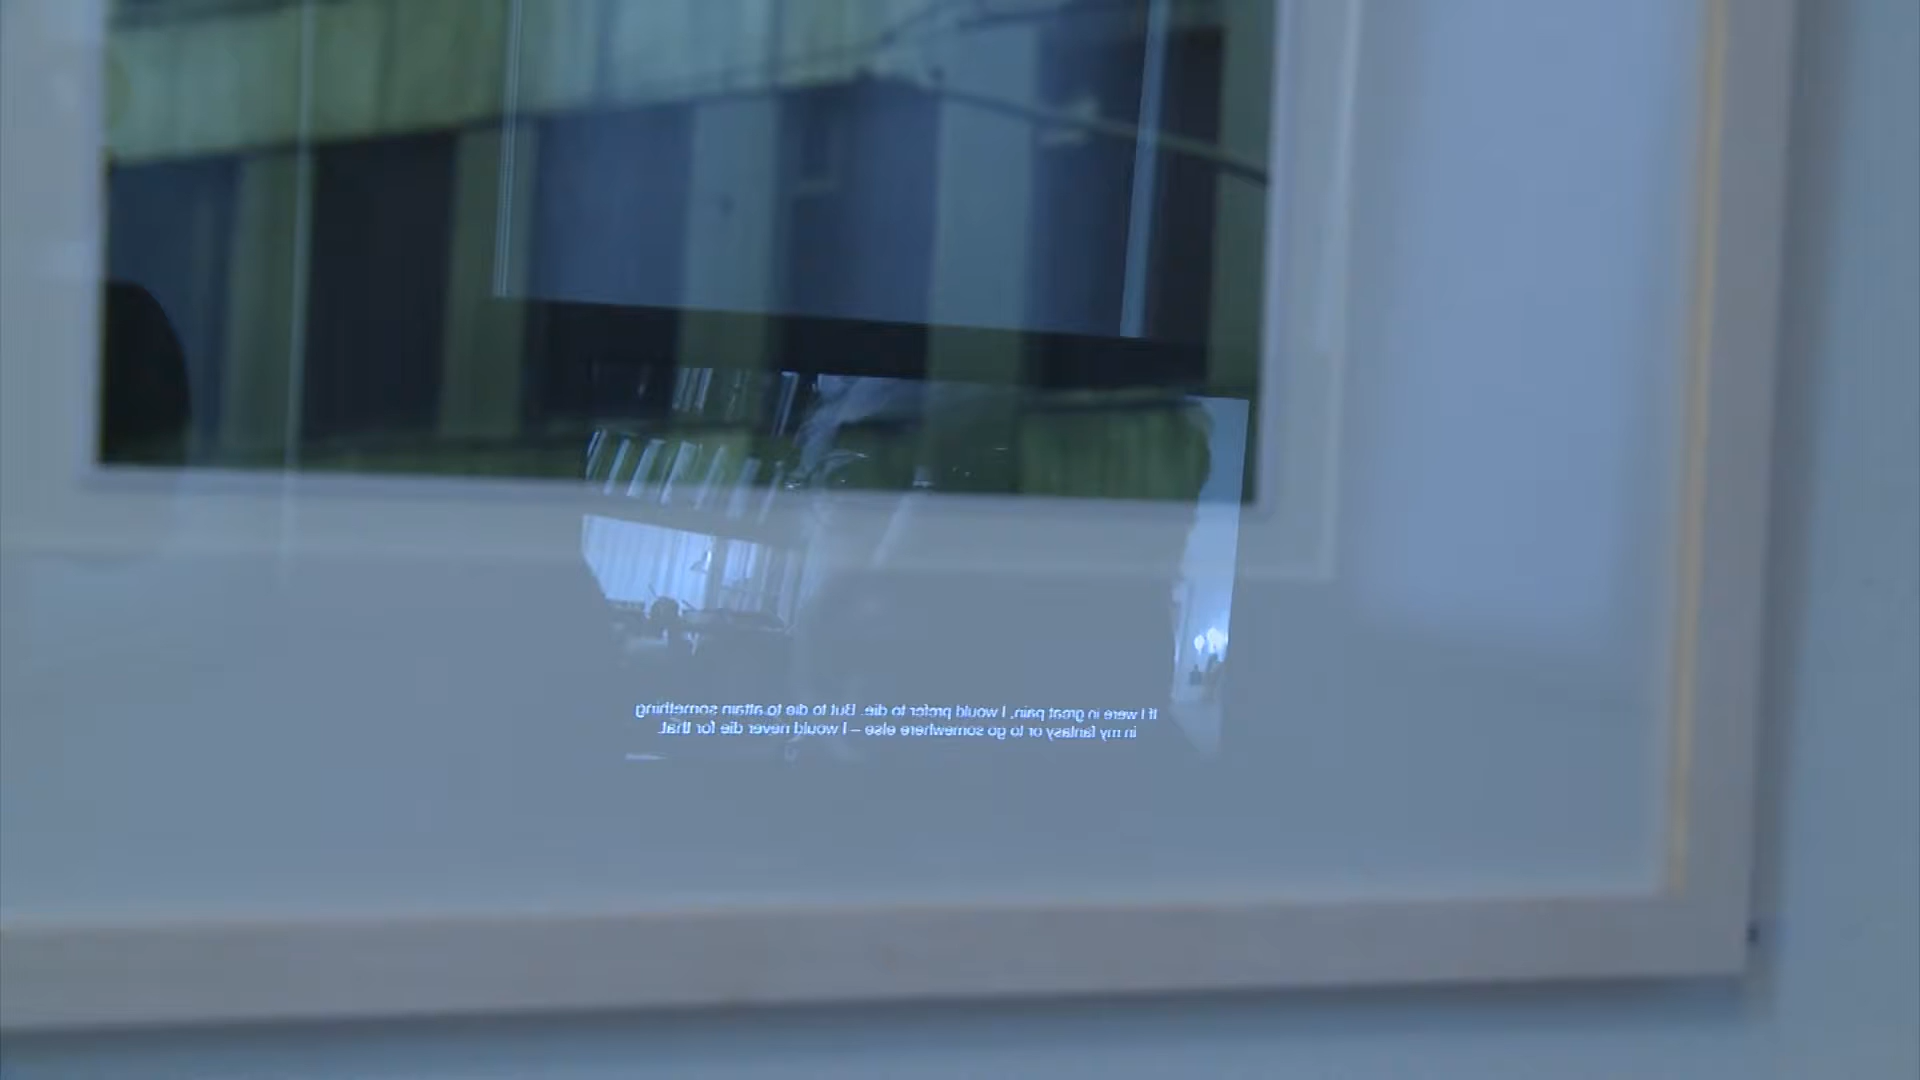 If I were in great pain, I would prefer to die. But to die to attain something
in my fantasy or to go somewhere else – I would never die for that.